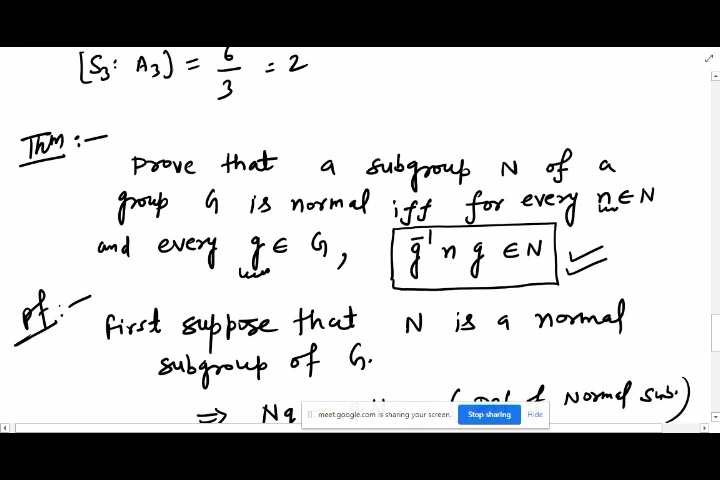 [S₃: A₃) = 6/3 = 2
Thm :-
Prove that a subgroup N of a
group G is normal iff for every n ∈ N
and every g ∈ G, g⁻¹ n g ∈ N
Pf :-
First suppose that N is a normal
subgroup of G.
⇒ Ng Normal sub.)
meet.google.com is sharing your screen. Stop sharing Hide